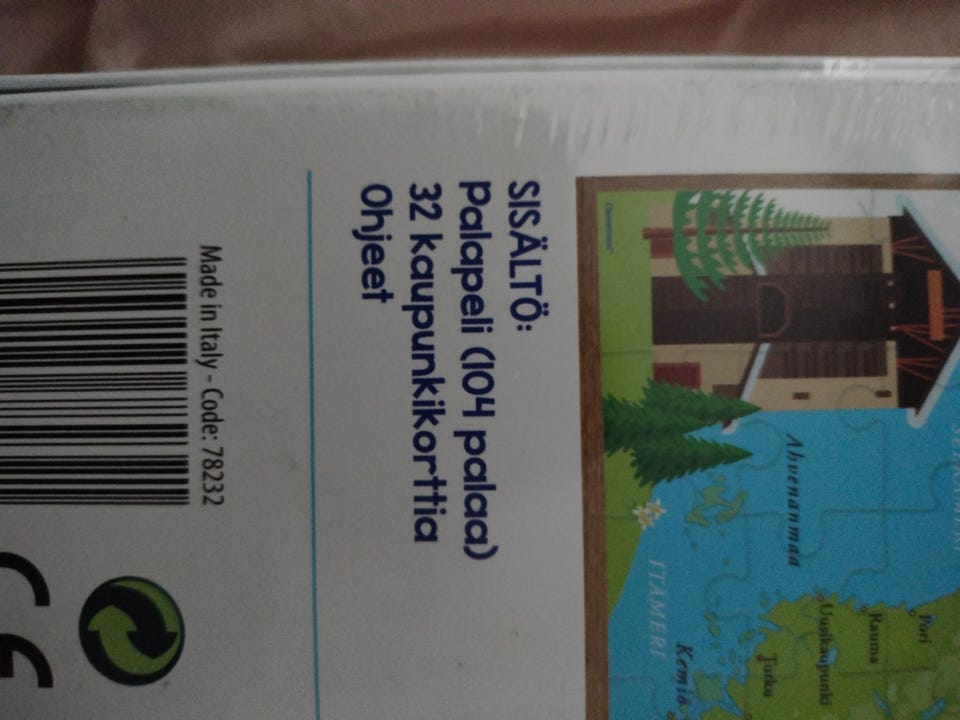 SISÄLTÖ:
Palapeli (104 palaa)
32 kaupunkikorttia
Ohjeet
Made in Italy - Code: 78232
CE
Ahvenanmaa
ITÄMERI
Pori
Rauma
Uusikaupunki
Turku
Kemiö